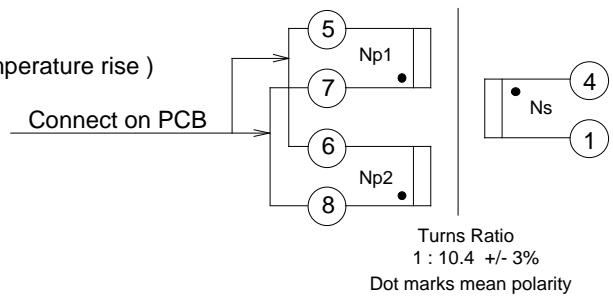 5
Np1
4
nperature rise )
7
Ns
Connect on PCB
1
6
Np2
8
Turns Ratio
1 : 10.4 +/- 3%
Dot marks mean polarity